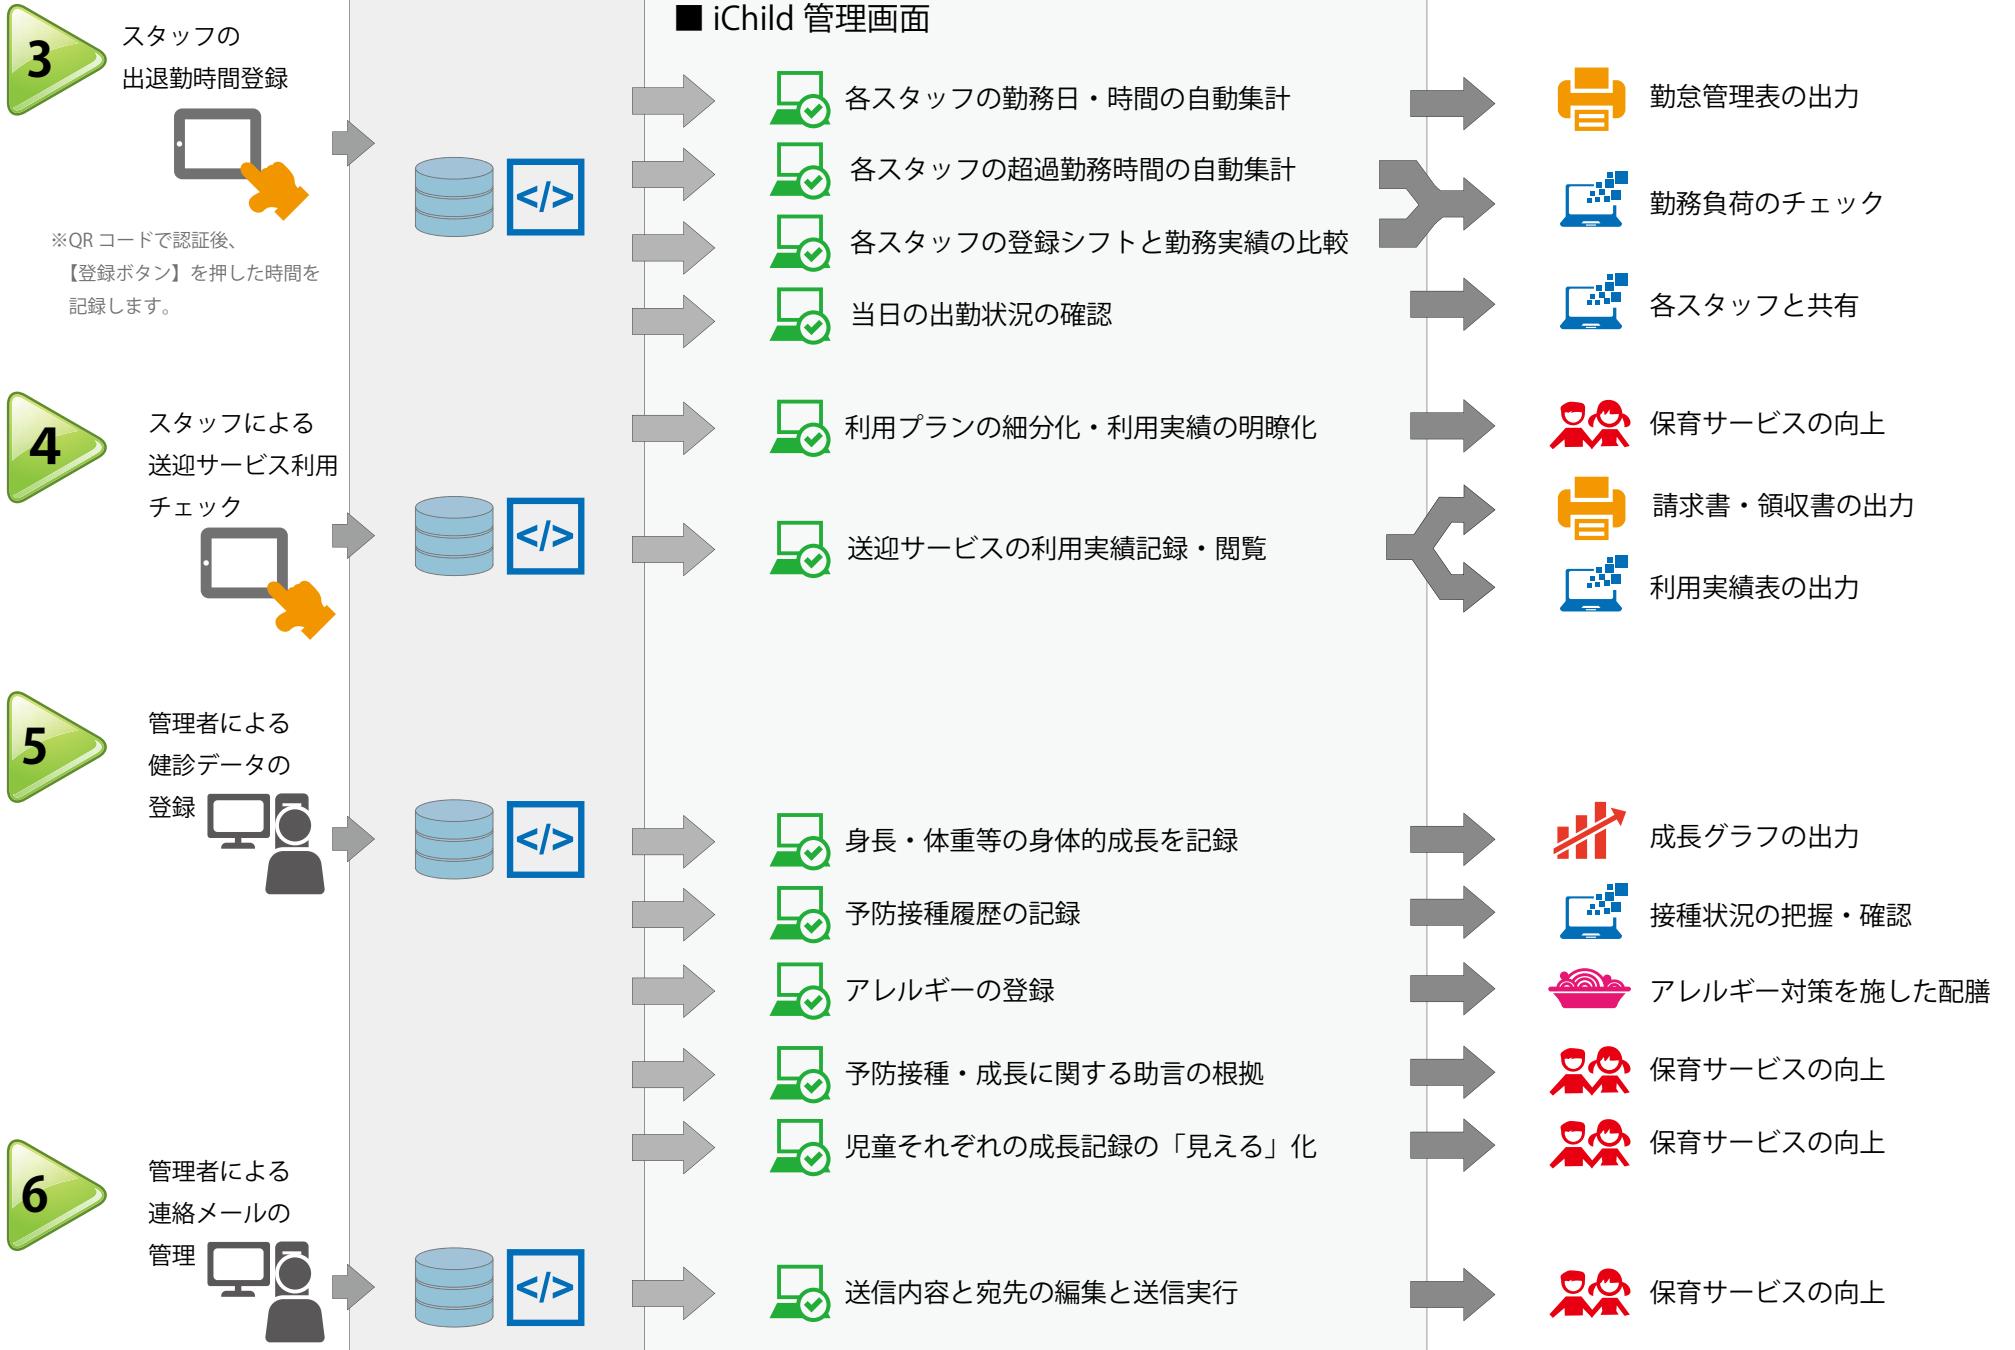 ■ iChild 管理画面
3
スタッフの
出退勤時間登録
※QR コードで認証後、
【登録ボタン】を押した時間を
記録します。
</>
各スタッフの勤務日・時間の自動集計
勤怠管理表の出力
各スタッフの超過勤務時間の自動集計
各スタッフの登録シフトと勤務実績の比較
勤務負荷のチェック
当日の出勤状況の確認
各スタッフと共有
4
スタッフによる
送迎サービス利用
チェック
</>
利用プランの細分化・利用実績の明瞭化
保育サービスの向上
送迎サービスの利用実績記録・閲覧
請求書・領収書の出力
利用実績表の出力
5
管理者による
健診データの
登録
</>
身長・体重等の身体的成長を記録
成長グラフの出力
予防接種履歴の記録
接種状況の把握・確認
アレルギーの登録
アレルギー対策を施した配膳
予防接種・成長に関する助言の根拠
保育サービスの向上
児童それぞれの成長記録の「見える」化
保育サービスの向上
6
管理者による
連絡メールの
管理
</>
送信内容と宛先の編集と送信実行
保育サービスの向上